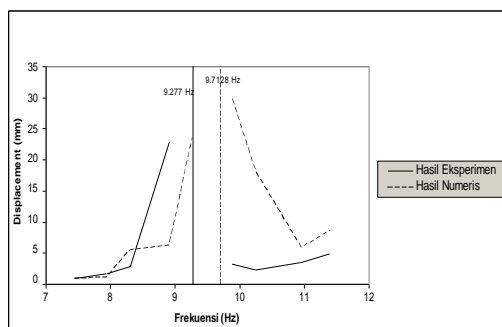 35
30
25
20
15
10
5
0
Displacement (mm)
9.277 Hz
9.7128 Hz
7 8 9 10 11 12
Frekuensi (Hz)
Hasil Eksperimen
Hasil Numeris